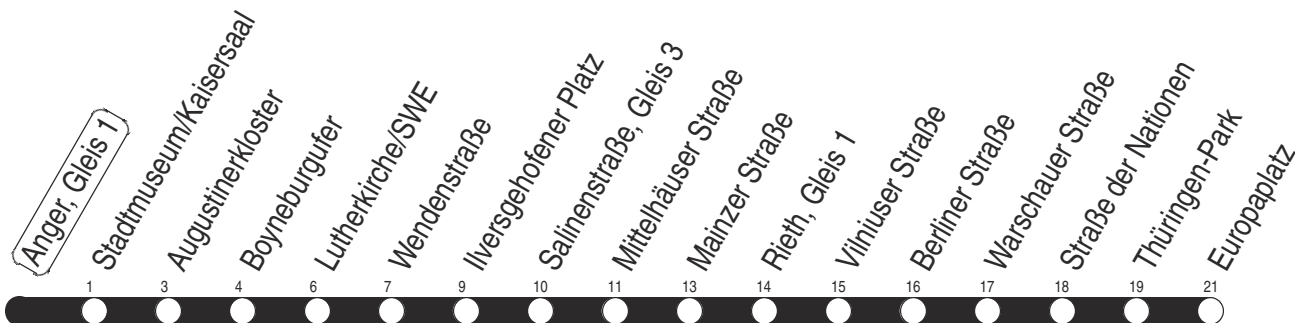 Anger, Gleis 1
Stadtmuseum/Kaisersaal
Augustinerkloster
Boyneburgufer
Lutherkirche/SWE
Wendenstraße
Ilversgehofener Platz
Salinenstraße, Gleis 3
Mittelhäuser Straße
Mainzer Straße
Rieth, Gleis 1
Vilniuser Straße
Berliner Straße
Warschauer Straße
Straße der Nationen
Thüringen-Park
Europaplatz
1 3 4 6 7 9 10 11 13 14 15 16 17 18 19 21